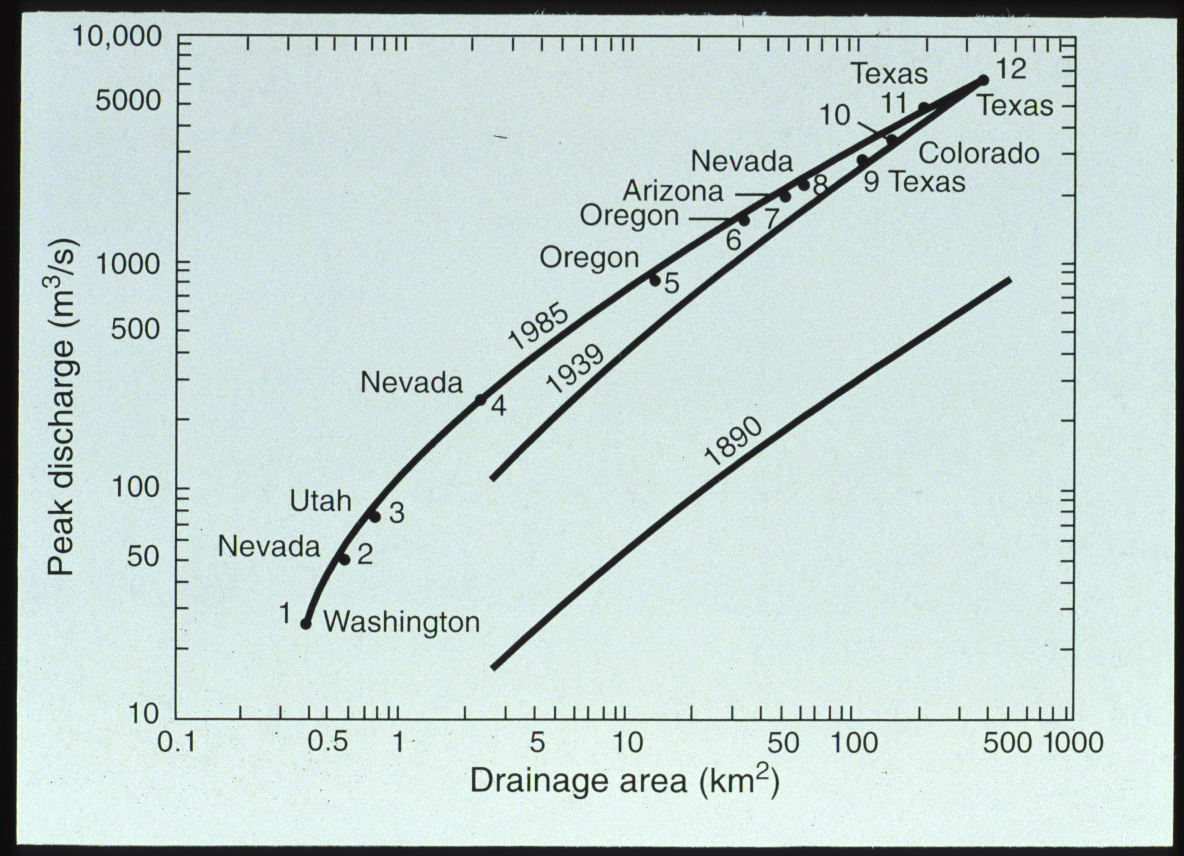 10,000
5000
1000
500
100
50
10
Peak discharge (m³/s)
0.1
0.5
1
5
10
50
100
500
1000
Drainage area (km²)
1
Washington
Nevada
2
Utah
3
Nevada
4
Oregon
5
Oregon
6
Arizona
7
Nevada
8
9 Texas
10
Colorado
Texas
11
12
Texas
1985
1939
1890